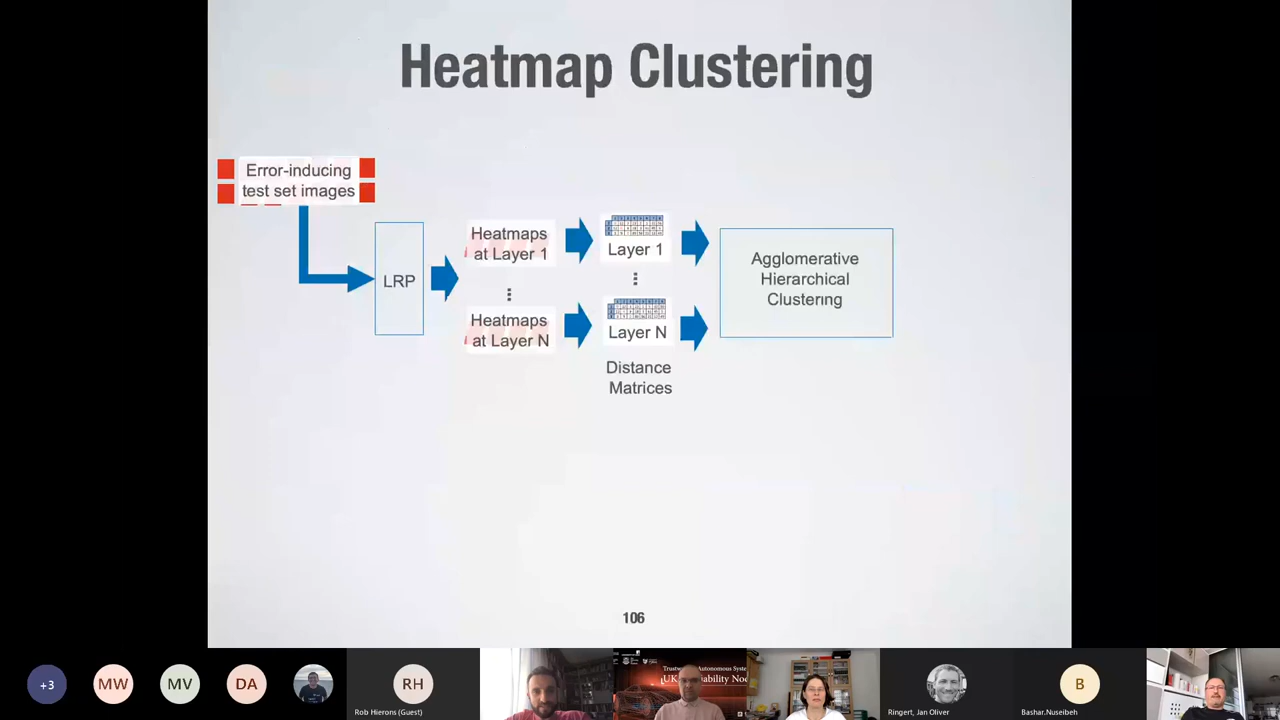 Heatmap Clustering
Error-inducing
test set images
LRP
Heatmaps
at Layer 1
Heatmaps
at Layer N
Layer 1
Layer N
Distance
Matrices
Agglomerative
Hierarchical
Clustering
106
+3
MW
MV
DA
RH
Rob Hierons (Guest)
Ringert, Jan Oliver
B
Bashar.Nuseibeh